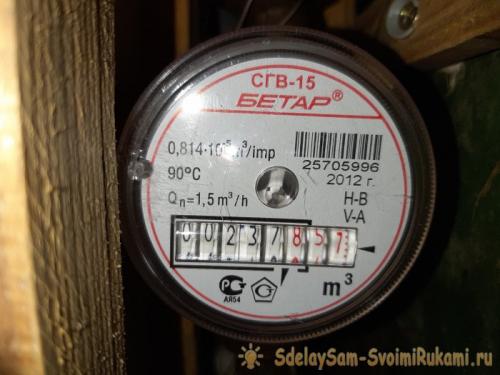 СГВ-15
БЕТАР®
0,814·10⁻⁵ m³/imp
90°C
25705996
2012 г.
Qn=1,5 m³/h
H-B
V-A
0 0 2 3 7 8 5
m³
АЯ54
SdelaySam-SvoimiRukami.ru